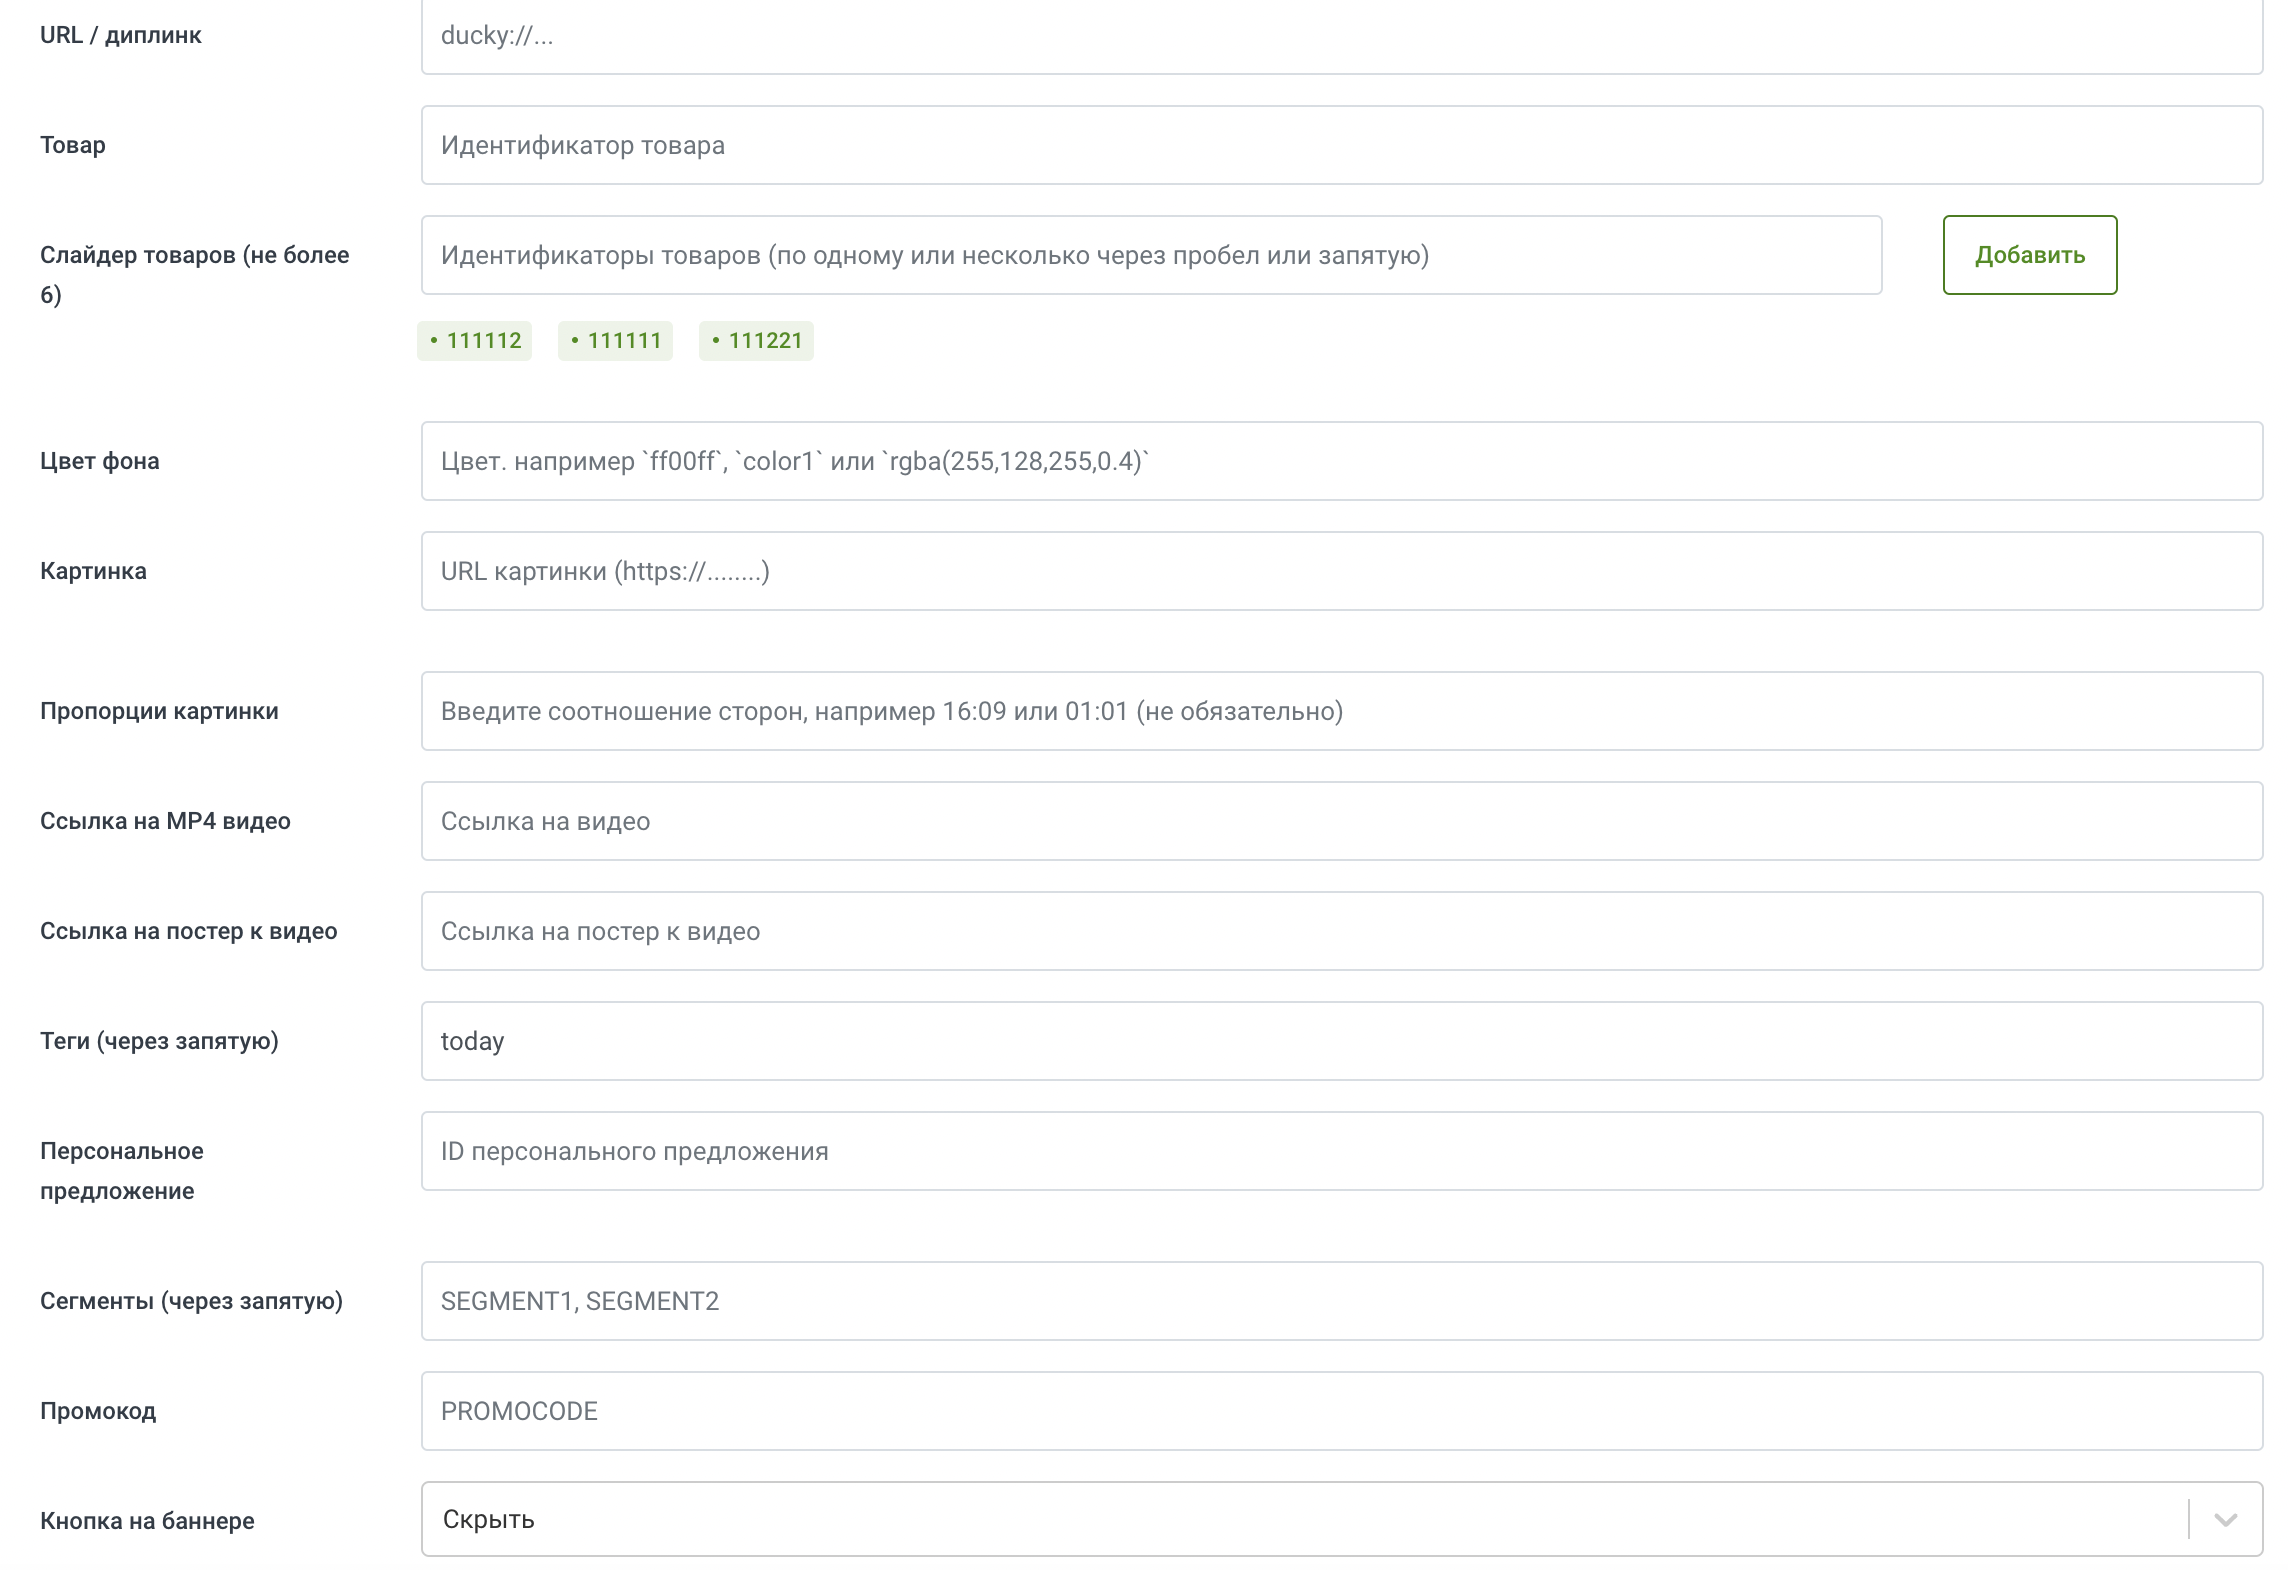 URL / диплинк
ducky://...
Товар
Идентификатор товара
Слайдер товаров (не более
6)
Идентификаторы товаров (по одному или несколько через пробел или запятую)
Добавить
• 111112 • 111111 • 111221
Цвет фона
Цвет. например `ff00ff`, `color1` или `rgba(255,128,255,0.4)`
Картинка
URL картинки (https://........)
Пропорции картинки
Введите соотношение сторон, например 16:09 или 01:01 (не обязательно)
Ссылка на MP4 видео
Ссылка на видео
Ссылка на постер к видео
Ссылка на постер к видео
Теги (через запятую)
today
Персональное
предложение
ID персонального предложения
Сегменты (через запятую)
SEGMENT1, SEGMENT2
Промокод
PROMOCODE
Кнопка на баннере
Скрыть